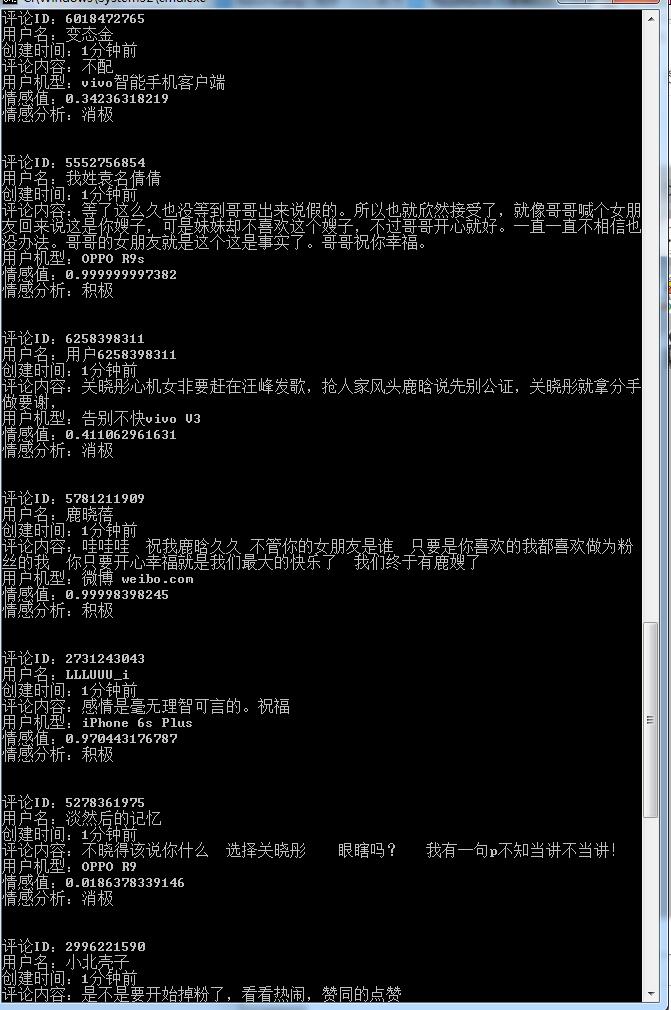 评论ID：6018472765
用户名：变态金
创建时间：1分钟前
评论内容：不配
用户机型：vivo智能手机客户端
情感值：0.34236318219
情感分析：消极
评论ID：5552756854
用户名：我姓袁名倩倩
创建时间：1分钟前
评论内容：等了这么久也没等到哥哥出来说假的。所以也就欣然接受了，就像哥哥喊个女朋
友回来说这是你嫂子，可是妹妹却不喜欢这个嫂子，不过哥哥开心就好。一直一直不相信也
没办法。哥哥的女朋友就是这个这是事实了。哥哥祝你幸福。
用户机型：OPPO R9s
情感值：0.999999997382
情感分析：积极
评论ID：6258398311
用户名：用户6258398311
创建时间：1分钟前
评论内容：关晓彤心机女非要赶在汪峰发歌，抢人家风头鹿晗说先别公证，关晓彤就拿分手
做要谢，
用户机型：告别不快vivo V3
情感值：0.411062961631
情感分析：消极
评论ID：5781211909
用户名：鹿晓蓓
创建时间：1分钟前
评论内容：哇哇哇 祝我鹿晗久久 不管你的女朋友是谁 只要是你喜欢的我都喜欢做为粉
丝的我 你只要开心幸福就是我们最大的快乐了 我们终于有鹿嫂了
用户机型：微博 weibo.com
情感值：0.99998398245
情感分析：积极
评论ID：2731243043
用户名：LLLUUU_i
创建时间：1分钟前
评论内容：感情是毫无理智可言的。祝福
用户机型：iPhone 6s Plus
情感值：0.970443176787
情感分析：积极
评论ID：5278361975
用户名：淡然后的记忆
创建时间：1分钟前
评论内容：不晓得该说你什么 选择关晓彤 眼瞎吗？ 我有一句p不知当讲不当讲！
用户机型：OPPO R9
情感值：0.0186378339146
情感分析：消极
评论ID：2996221590
用户名：小北壳子
创建时间：1分钟前
评论内容：是不是要开始掉粉了，看看热闹，赞同的点赞